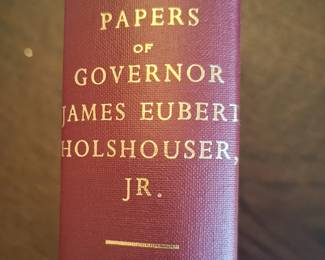 PAPERS
OF
GOVERNOR
JAMES EUBERT
HOLSHOUSER,
JR.